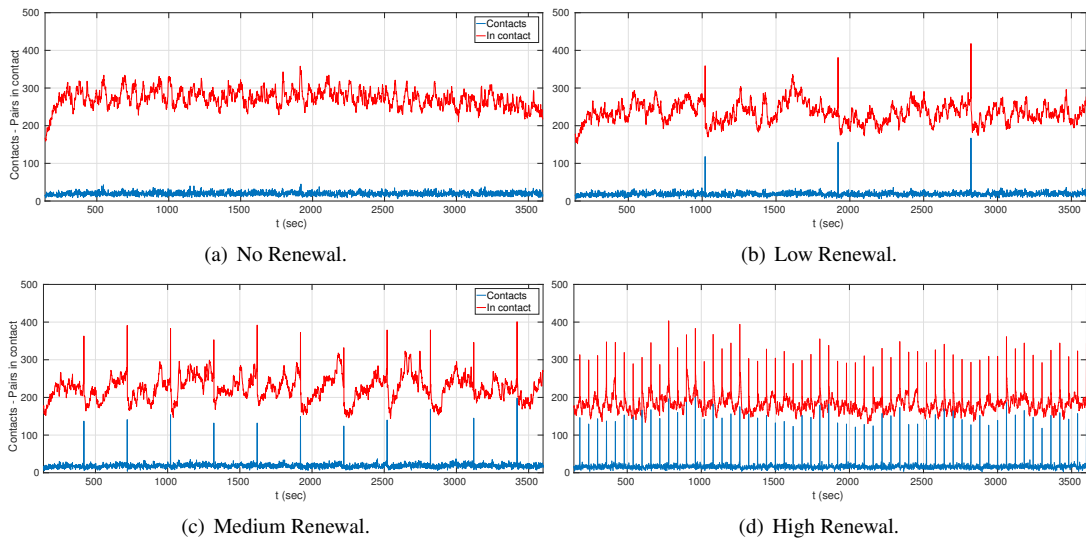 500
400
300
200
100
0
Contacts - Pairs in contact
Contacts
In contact
500 1000 1500 2000 2500 3000 3500
t (sec)
(a) No Renewal.
500
400
300
200
100
0
500 1000 1500 2000 2500 3000 3500
t (sec)
(b) Low Renewal.
500
400
300
200
100
0
Contacts - Pairs in contact
Contacts
In contact
500 1000 1500 2000 2500 3000 3500
t (sec)
(c) Medium Renewal.
500
400
300
200
100
0
500 1000 1500 2000 2500 3000 3500
t (sec)
(d) High Renewal.